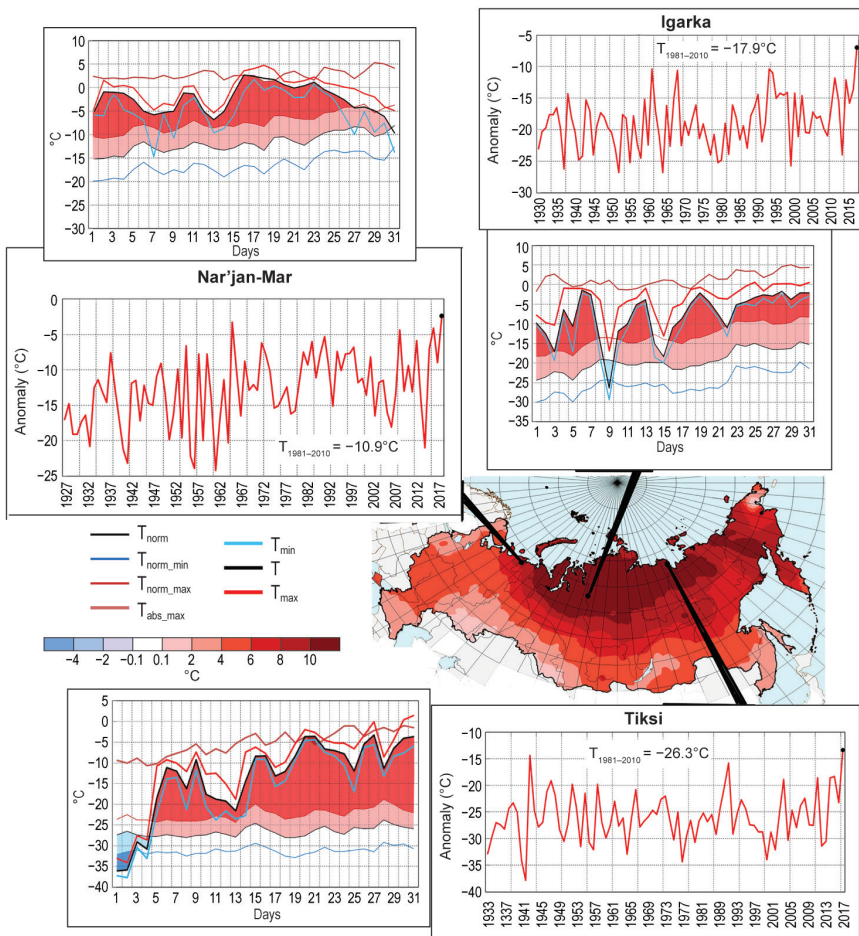 10
5
0
−5
−10
−15
−20
−25
−30
°C
1 3 5 7 9 11 13 15 17 19 21 23 25 27 29 31
Days
Igarka
T1981–2010 = −17.9°C
−5
−10
−15
−20
−25
−30
Anomaly (°C)
1930 1935 1940 1945 1950 1955 1960 1965 1970 1975 1980 1985 1990 1995 2000 2005 2010 2015
Nar’jan-Mar
0
−5
−10
−15
−20
−25
Anomaly (°C)
T1981–2010 = −10.9°C
1927 1932 1937 1942 1947 1952 1957 1962 1967 1972 1977 1982 1987 1992 1997 2002 2007 2012 2017
10
5
0
−5
−10
−15
−20
−25
−30
35
°C
1 3 5 7 9 11 13 15 17 19 21 23 25 27 29 31
Days
Tnorm
Tnorm_min
Tnorm_max
Tabs_max
Tmin
T
Tmax
−4 −2 −0.1 0.1 2 4 6 8 10
°C
5
0
−5
−10
−15
−20
−25
−30
−35
−40
°C
1 3 5 7 9 11 13 15 17 19 21 23 25 27 29 31
Days
Tiksi
T1981–2010 = −26.3°C
−10
−15
−20
−25
−30
−35
−40
Anomaly (°C)
1933 1937 1941 1945 1949 1953 1957 1961 1965 1969 1973 1977 1981 1985 1989 1993 1997 2001 2005 2009 2013 2017